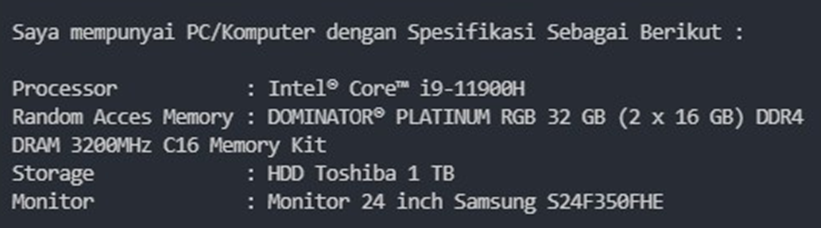 Saya mempunyai PC/Komputer dengan Spesifikasi Sebagai Berikut :
Processor : Intel® Core™ i9-11900H
Random Acces Memory : DOMINATOR® PLATINUM RGB 32 GB (2 x 16 GB) DDR4
DRAM 3200MHz C16 Memory Kit
Storage : HDD Toshiba 1 TB
Monitor : Monitor 24 inch Samsung S24F350FHE